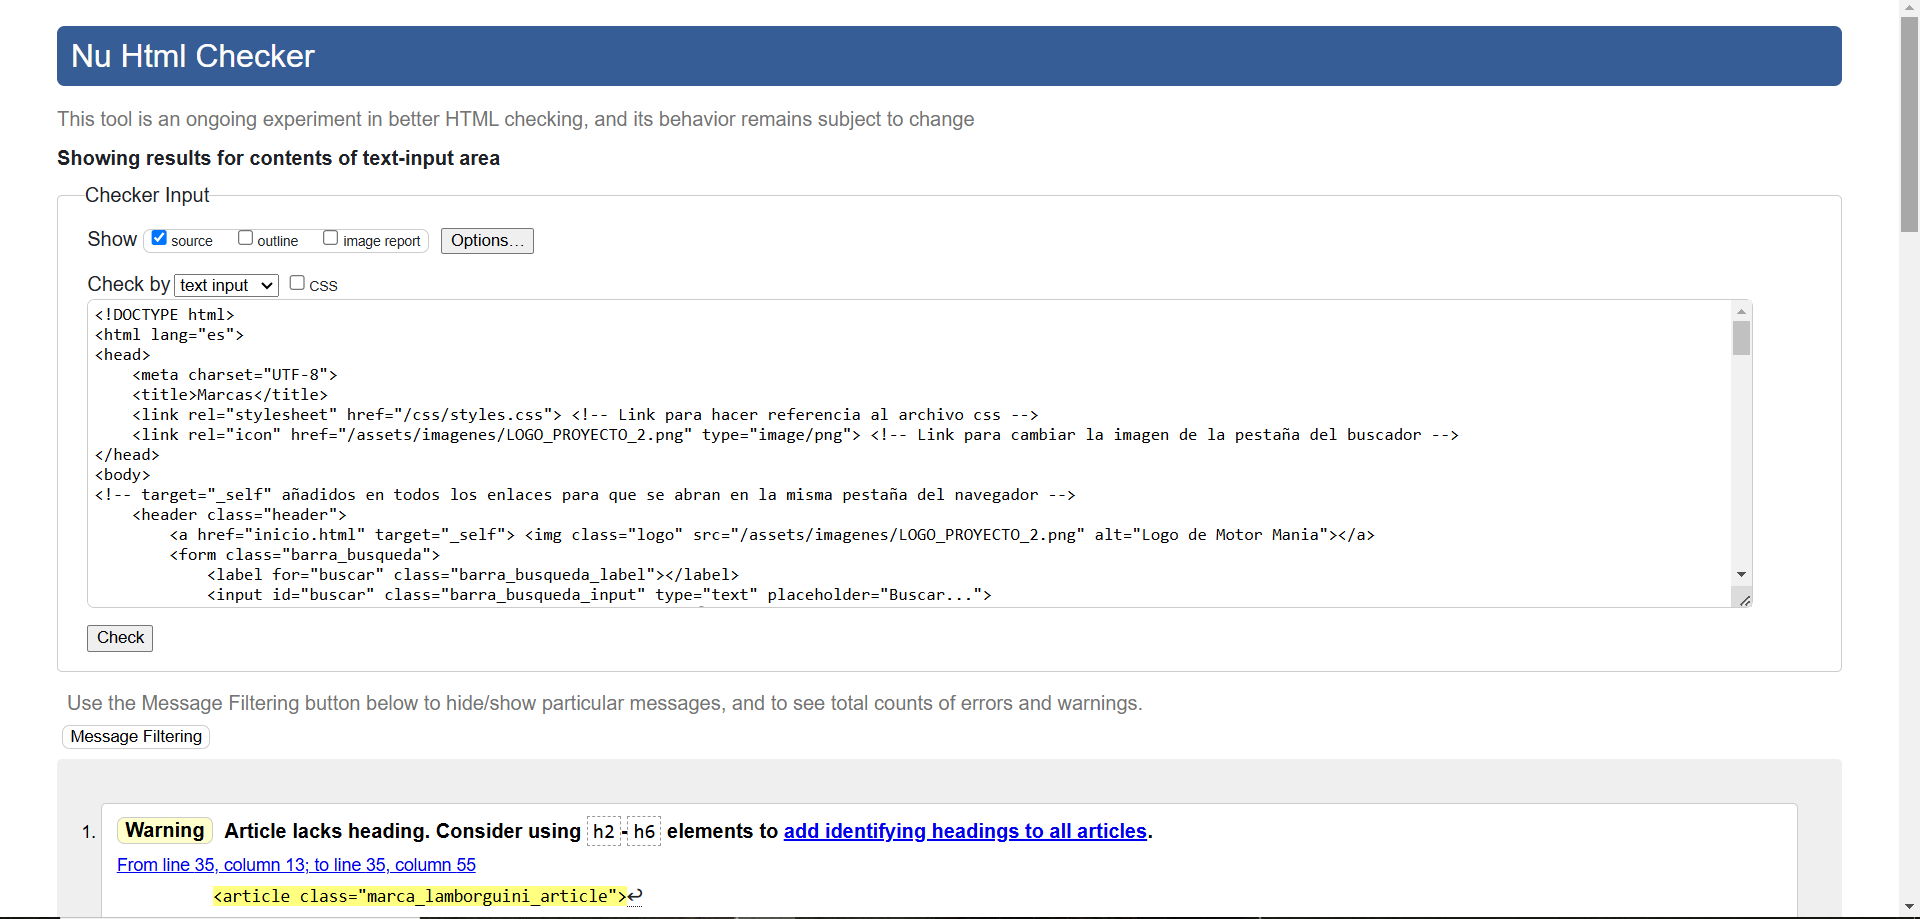 Nu Html Checker
This tool is an ongoing experiment in better HTML checking, and its behavior remains subject to change
Showing results for contents of text-input area
Checker Input
Show source outline image report Options...
Check by text input CSS
<!DOCTYPE html>
<html lang="es">
<head>
    <meta charset="UTF-8">
    <title>Marcas</title>
    <link rel="stylesheet" href="/css/styles.css"> <!-- Link para hacer referencia al archivo css -->
    <link rel="icon" href="/assets/imagenes/LOGO_PROYECTO_2.png" type="image/png"> <!-- Link para cambiar la imagen de la pestaña del buscador -->
</head>
<body>
<!-- target="_self" añadidos en todos los enlaces para que se abran en la misma pestaña del navegador -->
    <header class="header">
        <a href="inicio.html" target="_self"> <img class="logo" src="/assets/imagenes/LOGO_PROYECTO_2.png" alt="Logo de Motor Mania"></a>
        <form class="barra_busqueda">
            <label for="buscar" class="barra_busqueda_label"></label>
            <input id="buscar" class="barra_busqueda_input" type="text" placeholder="Buscar...">
Check
Use the Message Filtering button below to hide/show particular messages, and to see total counts of errors and warnings.
Message Filtering
1. Warning Article lacks heading. Consider using h2-h6 elements to add identifying headings to all articles.
From line 35, column 13; to line 35, column 55
<article class="marca_lamborguini_article">↩